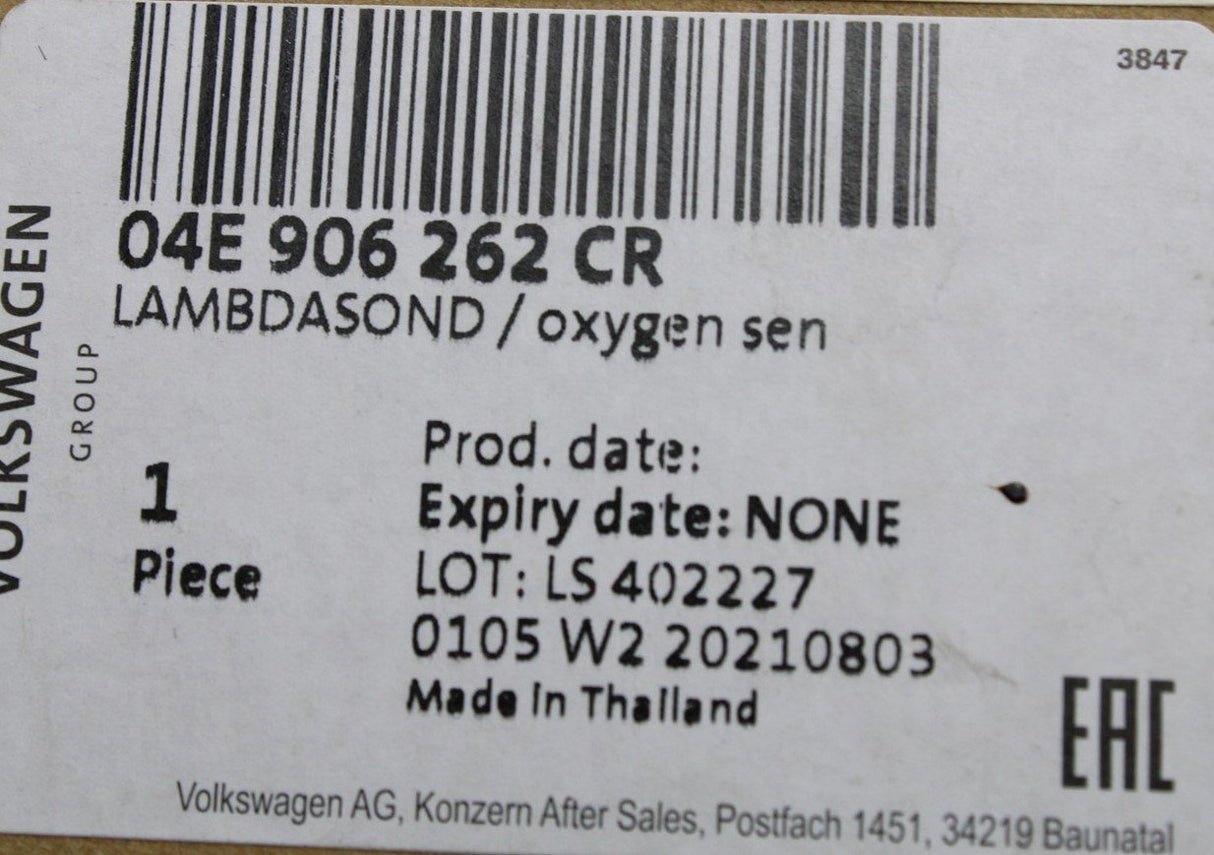 3847
VOLKSWAGEN
GROUP
04E 906 262 CR
LAMBDASOND / oxygen sen
1
Piece
Prod. date:
Expiry date: NONE
LOT: LS 402227
0105 W2 20210803
Made in Thailand
EAC
Volkswagen AG, Konzern After Sales, Postfach 1451, 34219 Baunatal